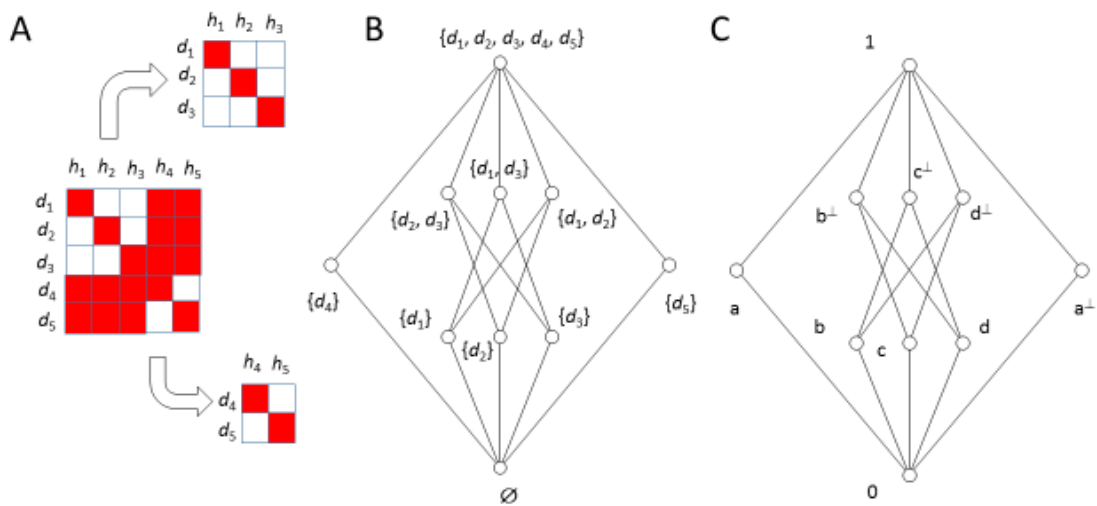 A
h₁ h₂ h₃
d₁
d₂
d₃
h₁ h₂ h₃ h₄ h₅
d₁
d₂
d₃
d₄
d₅
h₄ h₅
d₄
d₅
B
{d₁, d₂, d₃, d₄, d₅}
{d₁, d₃}
{d₂, d₃}
{d₁, d₂}
{d₄}
{d₅}
{d₁}
{d₂}
{d₃}
∅
C
1
c⊥
b⊥
d⊥
a
a⊥
b
c
d
0